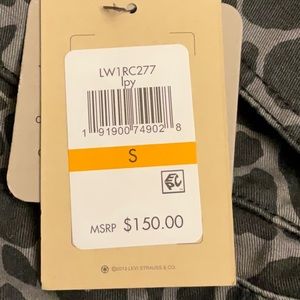 LW1RC277
lpy
1 91900 74902 8
S
MSRP $150.00
©2013 LEVI STRAUSS & CO.